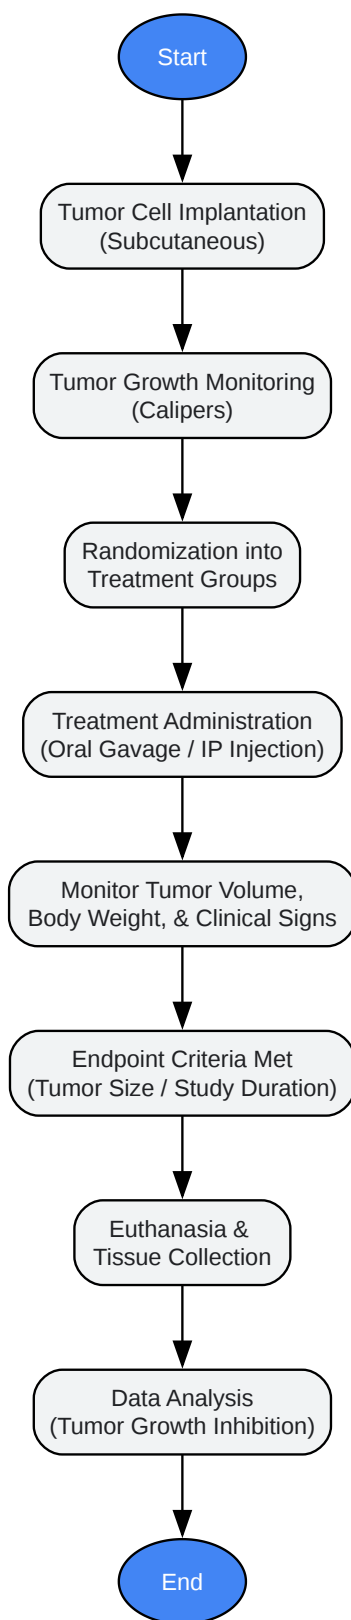 Start
Tumor Cell Implantation
(Subcutaneous)
Tumor Growth Monitoring
(Calipers)
Randomization into
Treatment Groups
Treatment Administration
(Oral Gavage / IP Injection)
Monitor Tumor Volume,
Body Weight, & Clinical Signs
Endpoint Criteria Met
(Tumor Size / Study Duration)
Euthanasia &
Tissue Collection
Data Analysis
(Tumor Growth Inhibition)
End